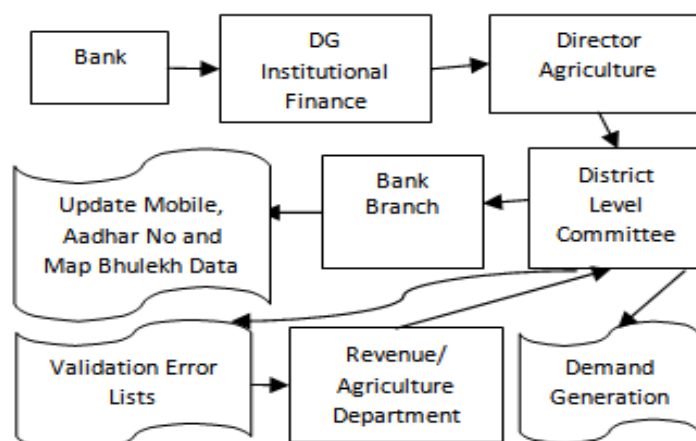 Bank
DG
Institutional
Finance
Director
Agriculture
Update Mobile,
Aadhar No and
Map Bhulekh Data
Bank
Branch
District
Level
Committee
Validation Error
Lists
Revenue/
Agriculture
Department
Demand
Generation